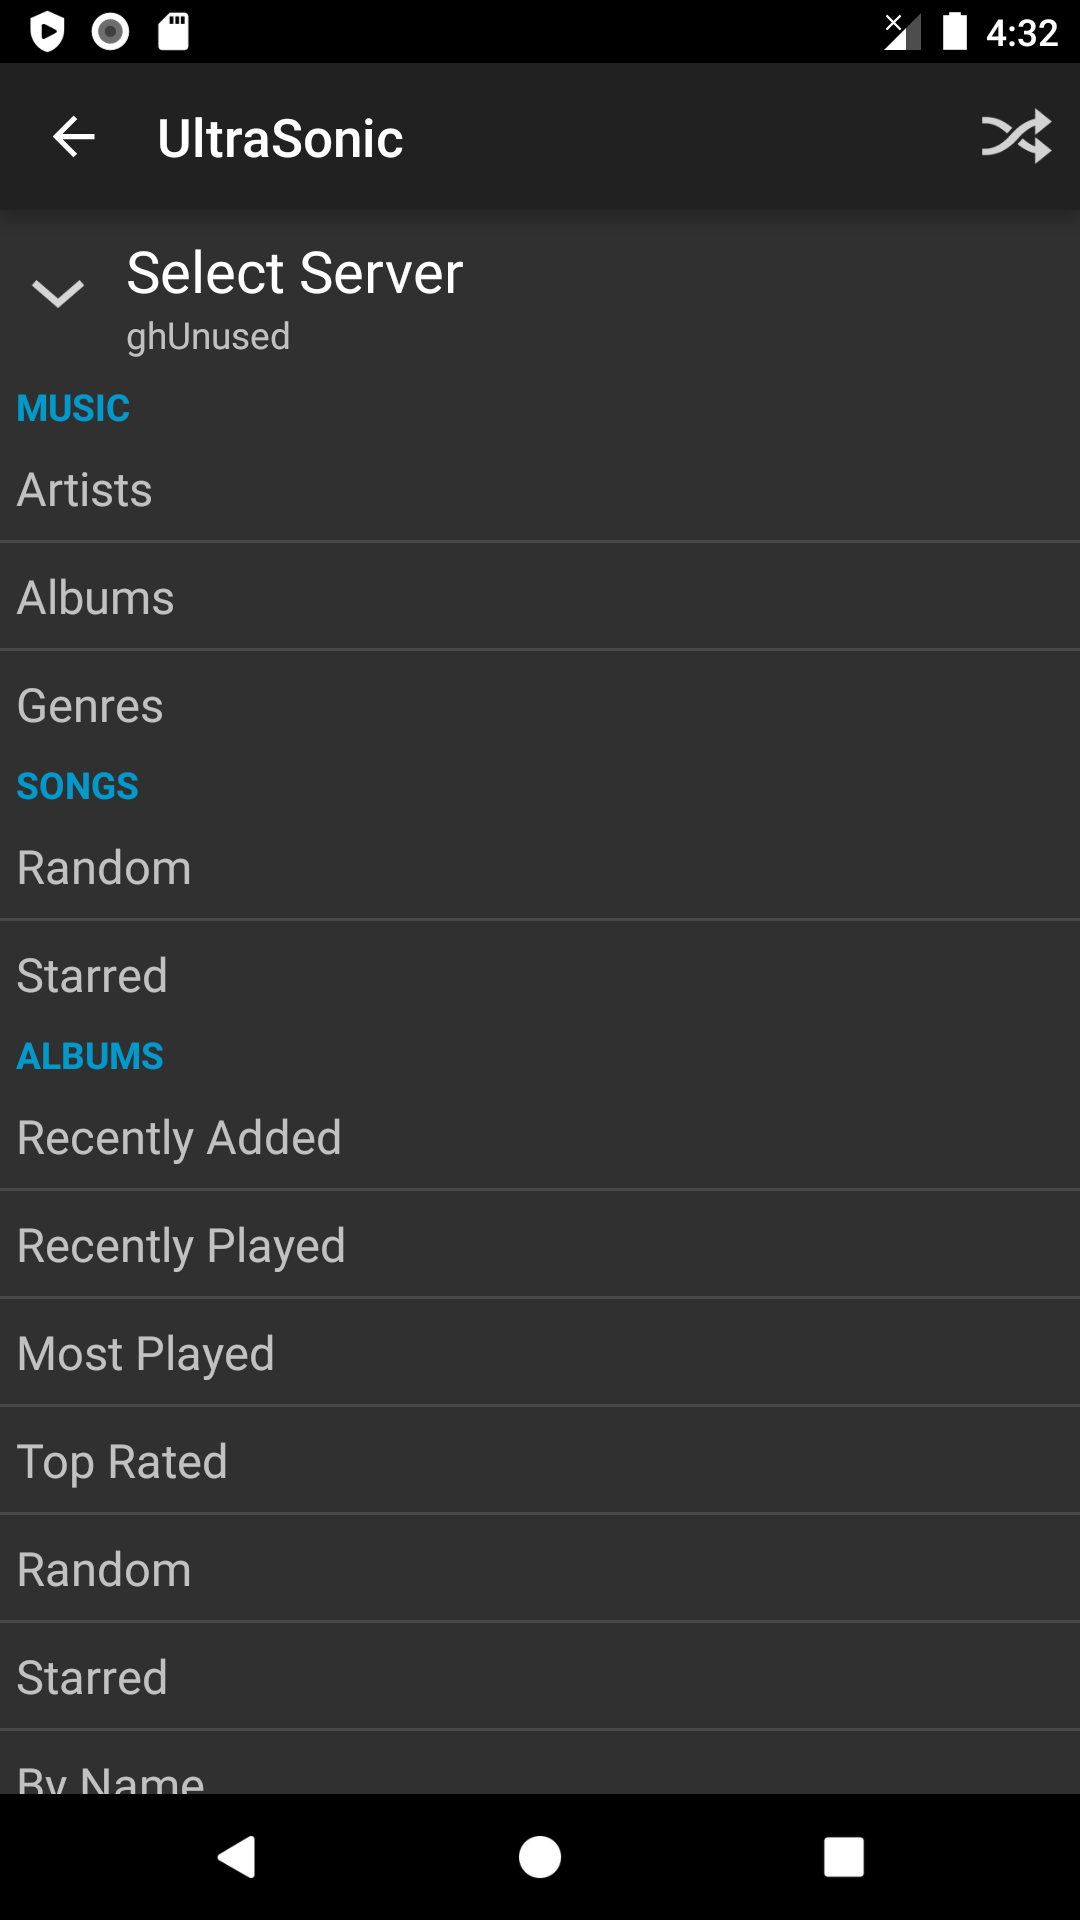 4:32
UltraSonic
Select Server
ghUnused
MUSIC
Artists
Albums
Genres
SONGS
Random
Starred
ALBUMS
Recently Added
Recently Played
Most Played
Top Rated
Random
Starred
By Name